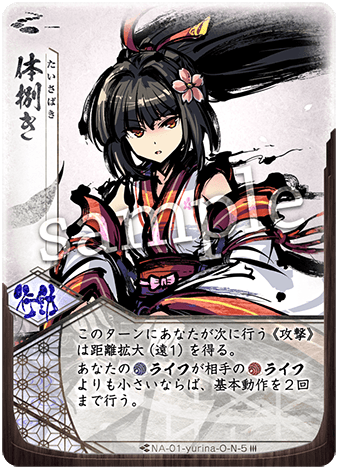 たいさばき
体捌き
sample
行動
このターンにあなたが次に行う《攻撃》
は距離拡大（遠1）を得る。
あなたのライフが相手のライフ
よりも小さいならば、基本動作を２回
まで行う。
NA-01-yurina-O-N-5 III